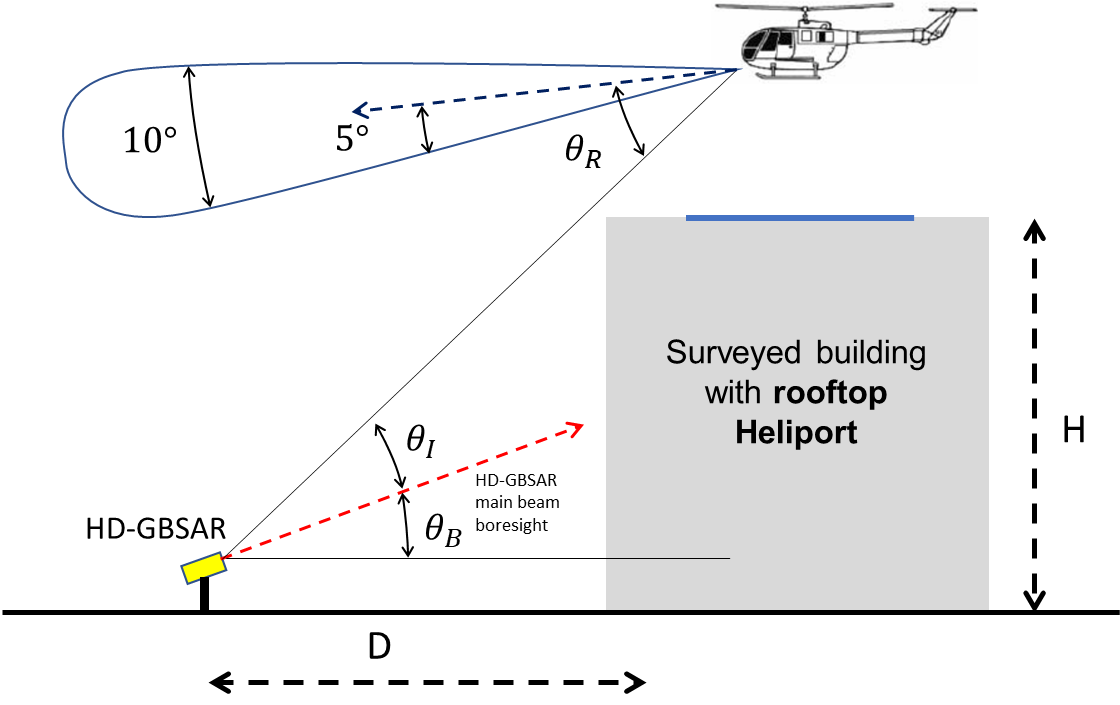 10°
5°
θR
Surveyed building
with rooftop
Heliport
H
θI
HD-GBSAR
main beam
boresight
HD-GBSAR
θB
D